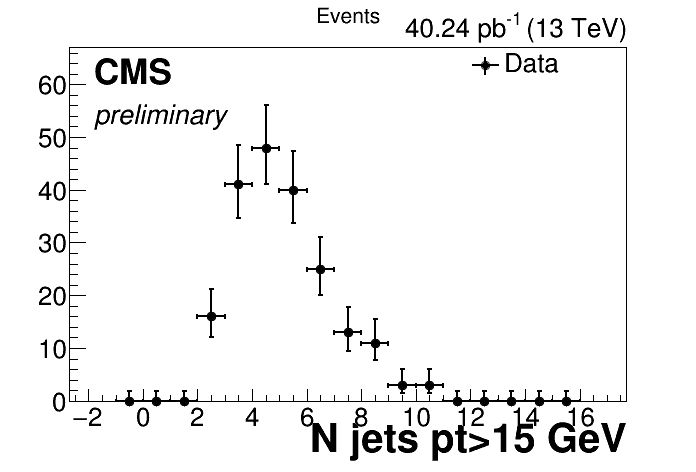 Events
40.24 pb-1 (13 TeV)
CMS
Data
preliminary
60
50
40
30
20
10
0
−2 0 2 4 6 8 10 12 14 16
N jets pt>15 GeV